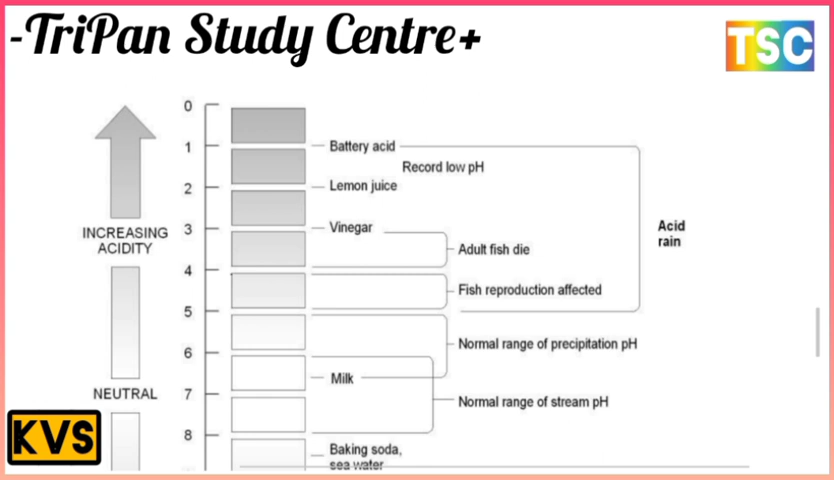 -TriPan Study Centre+
TSC
0
1
Battery acid
Record low pH
2
Lemon juice
INCREASING
ACIDITY
3
Vinegar
Acid
rain
Adult fish die
4
Fish reproduction affected
5
Normal range of precipitation pH
6
Milk
NEUTRAL
7
Normal range of stream pH
KVS
8
Baking soda,
sea water